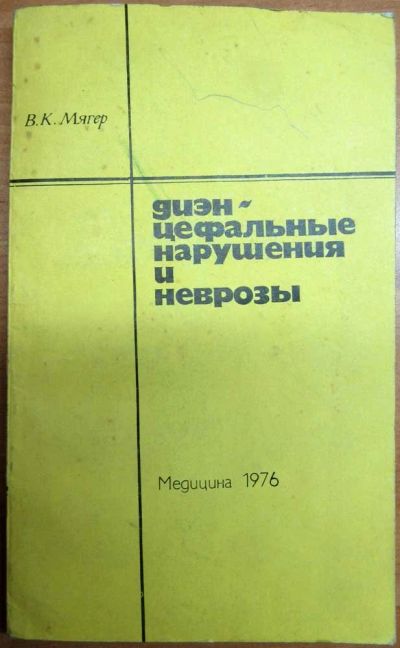 В.К. Мягер
диэн~
цефальные
нарушения
и
неврозы
Медицина 1976